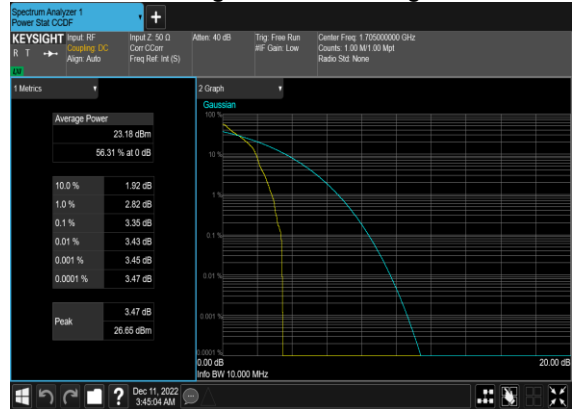 Spectrum Analyzer 1
Power Stat CCDF
KEYSIGHT
R T
LV
Input: RF
Coupling: DC
Align: Auto
Input Z: 50 Ω
Corr CCorr
Freq Ref: Int (S)
Atten: 40 dB
Trig: Free Run
#IF Gain: Low
Center Freq: 1.705000000 GHz
Counts: 1.00 M/1.00 Mpt
Radio Std: None
1 Metrics
Average Power
23.18 dBm
56.31 % at 0 dB
10.0 % 1.92 dB
1.0 % 2.82 dB
0.1 % 3.35 dB
0.01 % 3.43 dB
0.001 % 3.45 dB
0.0001 % 3.47 dB
Peak
3.47 dB
26.65 dBm
2 Graph
Gaussian
100 %
10 %
1 %
0.1 %
0.01 %
0.001 %
0.0001 %
0.00 dB
20.00 dB
Info BW 10.000 MHz
Dec 11, 2022
3:45:04 AM